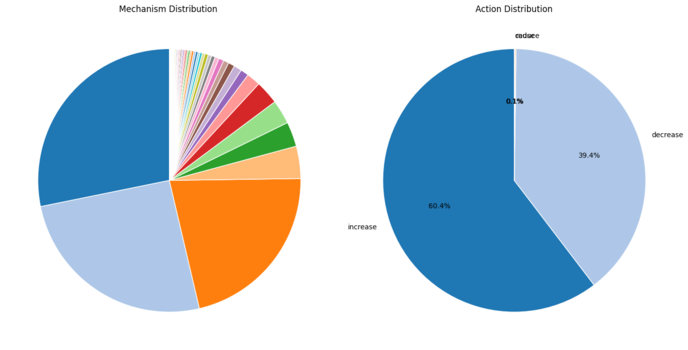 Mechanism Distribution
Action Distribution
0.1%
decrease
39.4%
60.4%
increase